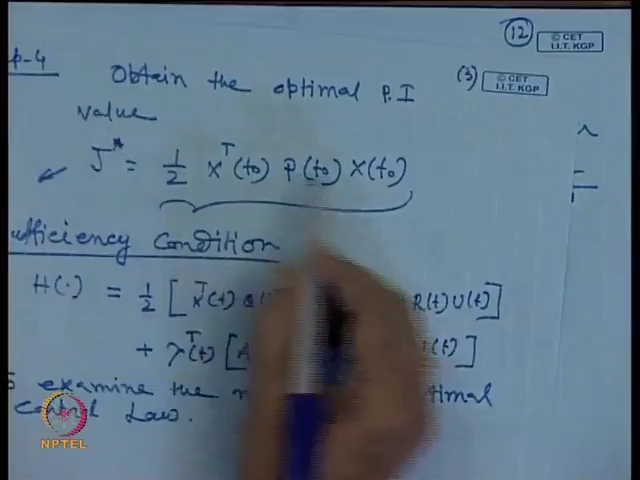 12 © CET I.I.T. KGP
p-4 Obtain the optimal P.I (3) © CET I.I.T. KGP
value
J* = 1/2 X^T(t₀) P(t₀) X(t₀)
ufficiency Condition
H(·) = 1/2 [ X^T(t) Q( R(t) U(t) ]
+ λ^T(t) [ A (t) ]
examine the timal
control Law.
NPTEL